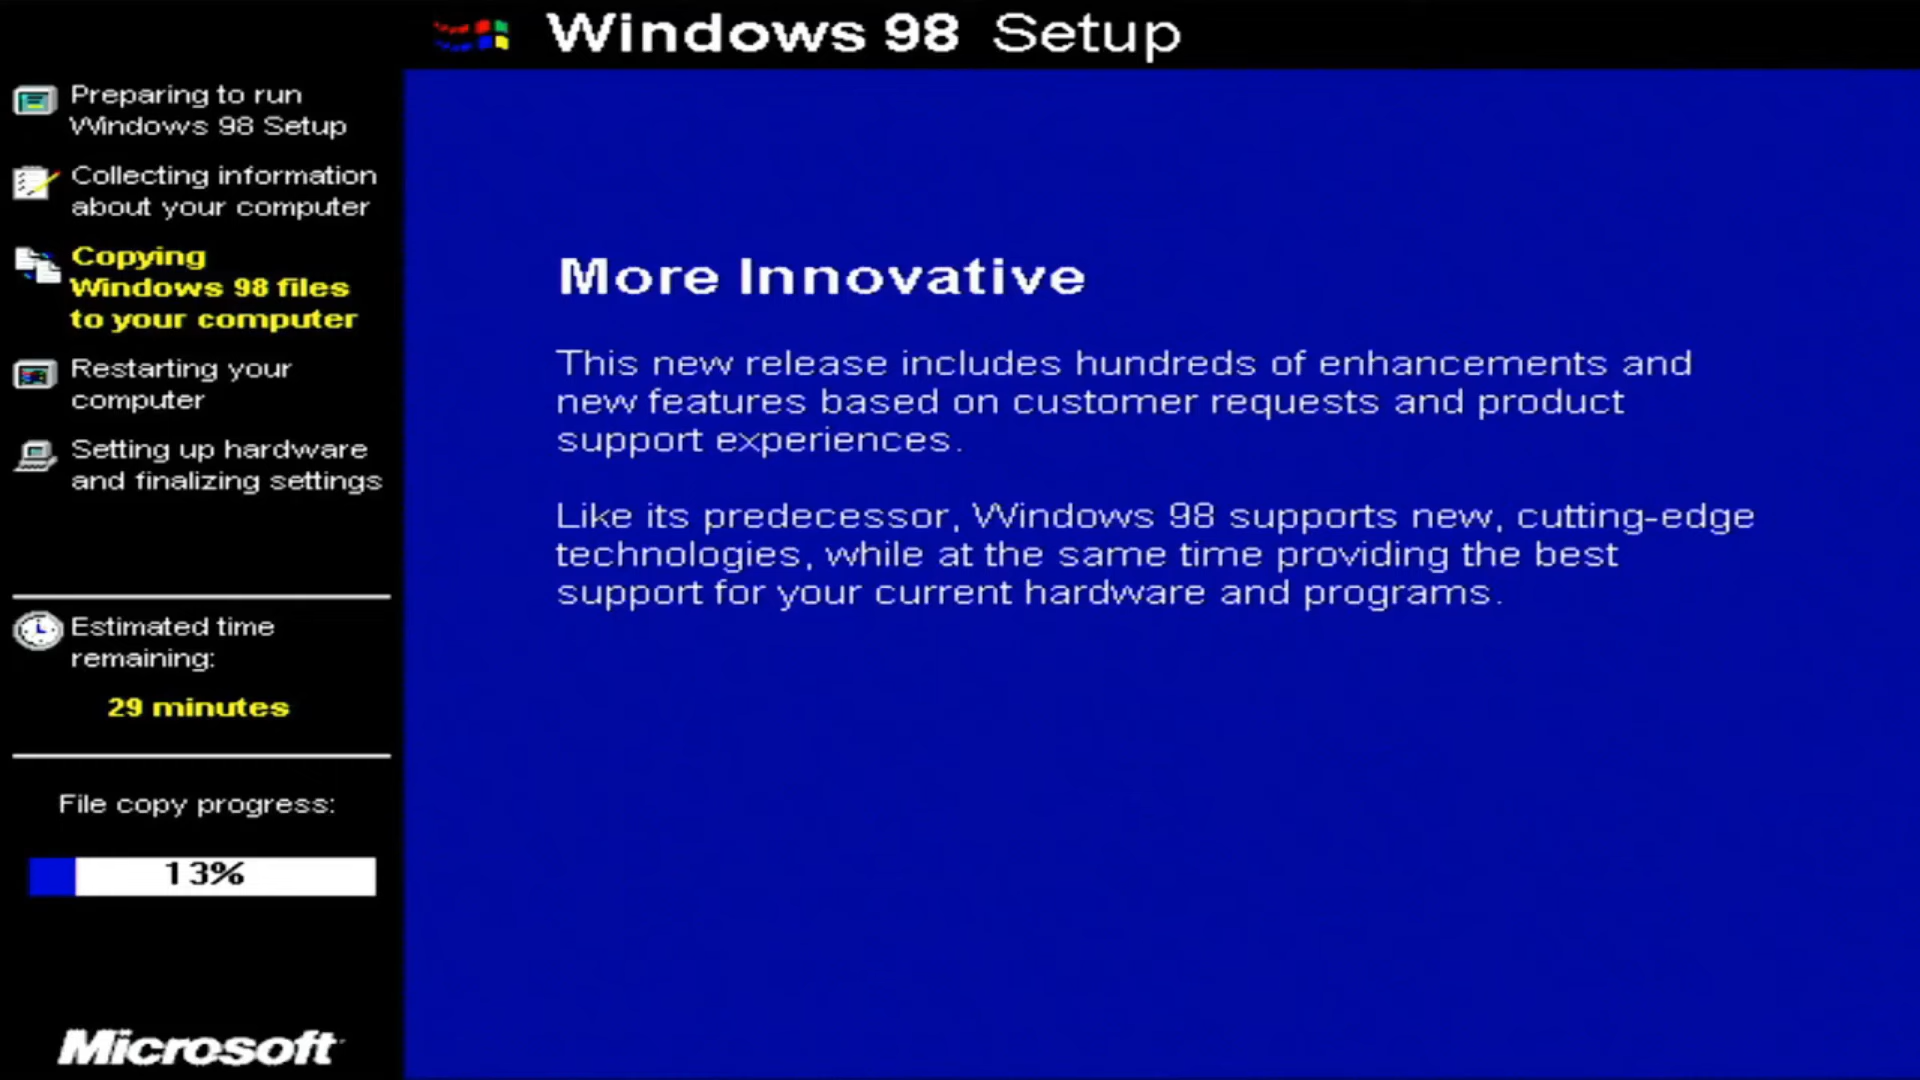 Windows 98 Setup
Preparing to run
Windows 98 Setup
Collecting information
about your computer
Copying
Windows 98 files
to your computer
Restarting your
computer
Setting up hardware
and finalizing settings
Estimated time
remaining:
29 minutes
File copy progress:
13%
Microsoft
More Innovative
This new release includes hundreds of enhancements and
new features based on customer requests and product
support experiences.
Like its predecessor, Windows 98 supports new, cutting-edge
technologies, while at the same time providing the best
support for your current hardware and programs.